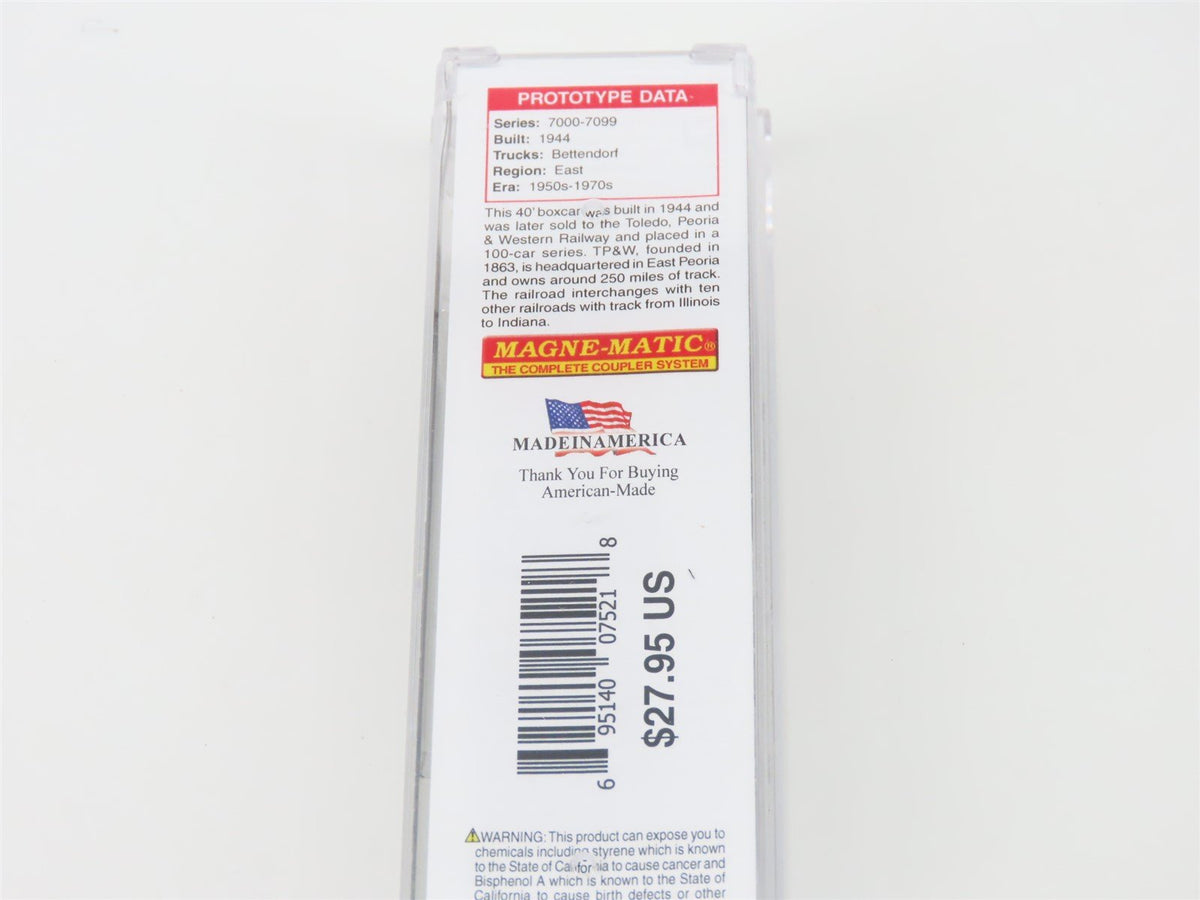 PROTOTYPE DATA
Series: 7000-7099
Built: 1944
Trucks: Bettendorf
Region: East
Era: 1950s-1970s
This 40' boxcar was built in 1944 and
was later sold to the Toledo, Peoria
& Western Railway and placed in a
100-car series. TP&W, founded in
1863, is headquartered in East Peoria
and owns around 250 miles of track.
The railroad interchanges with ten
other railroads with track from Illinois
to Indiana.
MAGNE-MATIC®
THE COMPLETE COUPLER SYSTEM
MADEINAMERICA
Thank You For Buying
American-Made
6 95140 07521 8
$27.95 US
WARNING: This product can expose you to
chemicals including styrene which is known
to the State of California to cause cancer and
Bisphenol A which is known to the State of
California to cause birth defects or other